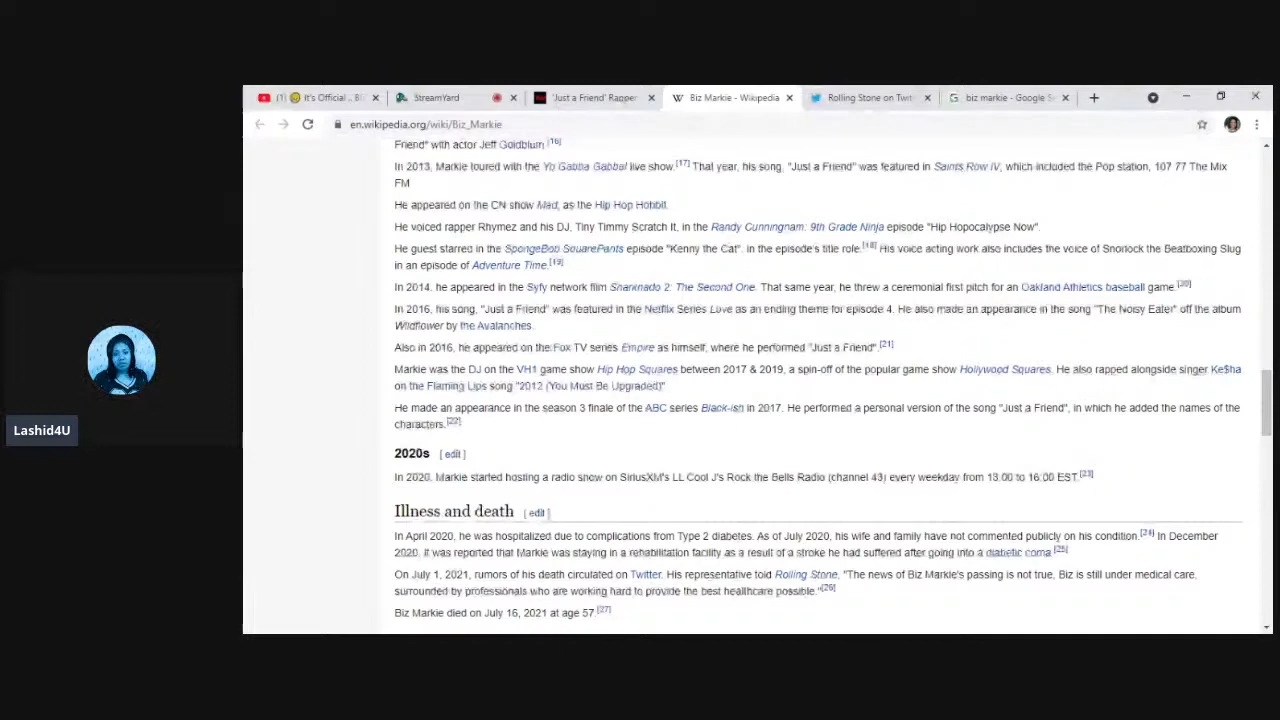 (1) It's Official .. Bi
StreamYard
'Just a Friend' Rapper
Biz Markie - Wikipedia
Rolling Stone on Twit
biz markie - Google Se
en.wikipedia.org/wiki/Biz_Markie
Friend" with actor Jeff Goldblum.[16]
In 2013, Markie toured with the Yo Gabba Gabba! live show.[17] That year, his song, "Just a Friend" was featured in Saints Row IV, which included the Pop station, 107.77 The Mix
FM
He appeared on the CN show Mad, as the Hip Hop Hobbit.
He voiced rapper Rhymez and his DJ, Tiny Timmy Scratch It, in the Randy Cunningham: 9th Grade Ninja episode "Hip Hopocalypse Now".
He guest starred in the SpongeBob SquarePants episode "Kenny the Cat", in the episode's title role.[18] His voice acting work also includes the voice of Snorlock the Beatboxing Slug
in an episode of Adventure Time.[19]
In 2014, he appeared in the Syfy network film Sharknado 2: The Second One. That same year, he threw a ceremonial first pitch for an Oakland Athletics baseball game.[20]
In 2016, his song, "Just a Friend" was featured in the Netflix Series Love as an ending theme for episode 4. He also made an appearance in the song "The Noisy Eater" off the album
Wildflower by the Avalanches.
Also in 2016, he appeared on the Fox TV series Empire as himself, where he performed "Just a Friend".[21]
Markie was the DJ on the VH1 game show Hip Hop Squares between 2017 & 2019, a spin-off of the popular game show Hollywood Squares. He also rapped alongside singer Ke$ha
on the Flaming Lips song "2012 (You Must Be Upgraded)"
He made an appearance in the season 3 finale of the ABC series Black-ish in 2017. He performed a personal version of the song "Just a Friend", in which he added the names of the
characters.[22]
2020s [ edit ]
In 2020, Markie started hosting a radio show on SiriusXM's LL Cool J's Rock the Bells Radio (channel 43) every weekday from 13:00 to 16:00 EST.[23]
Illness and death [ edit ]
In April 2020, he was hospitalized due to complications from Type 2 diabetes. As of July 2020, his wife and family have not commented publicly on his condition.[24] In December
2020, it was reported that Markie was staying in a rehabilitation facility as a result of a stroke he had suffered after going into a diabetic coma.[25]
On July 1, 2021, rumors of his death circulated on Twitter. His representative told Rolling Stone, "The news of Biz Markie's passing is not true, Biz is still under medical care,
surrounded by professionals who are working hard to provide the best healthcare possible."[26]
Biz Markie died on July 16, 2021 at age 57.[27]
Lashid4U